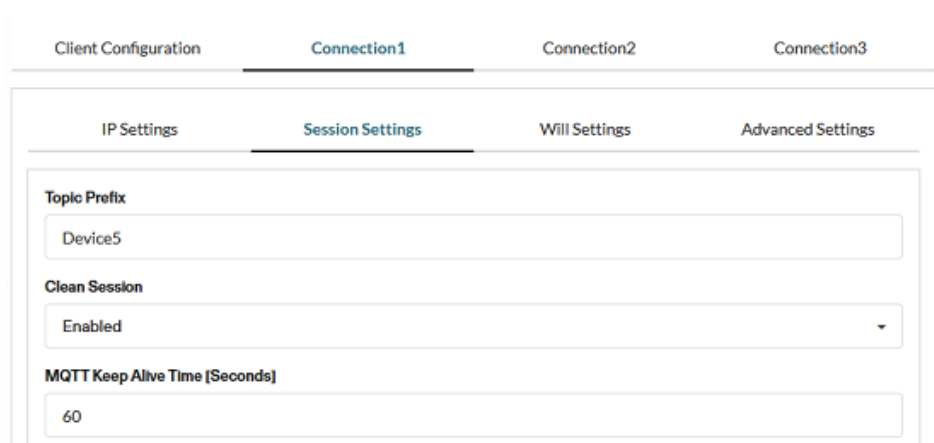 Client Configuration Connection1 Connection2 Connection3
IP Settings Session Settings Will Settings Advanced Settings
Topic Prefix
Device5
Clean Session
Enabled
MQTT Keep Alive Time [Seconds]
60